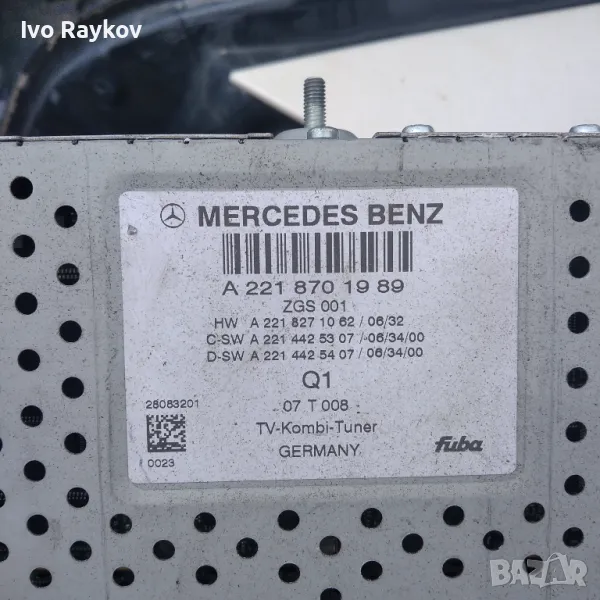 Ivo Raykov
MERCEDES BENZ
A 221 870 19 89
ZGS 001
HW A 221 827 10 62 / 06/32
C-SW A 221 442 53 07 / 06/34/00
D-SW A 221 442 54 07 / 06/34/00
Q1
28083201
07 T 008
TV-Kombi-Tuner
0023
GERMANY
fuba
BAZAR